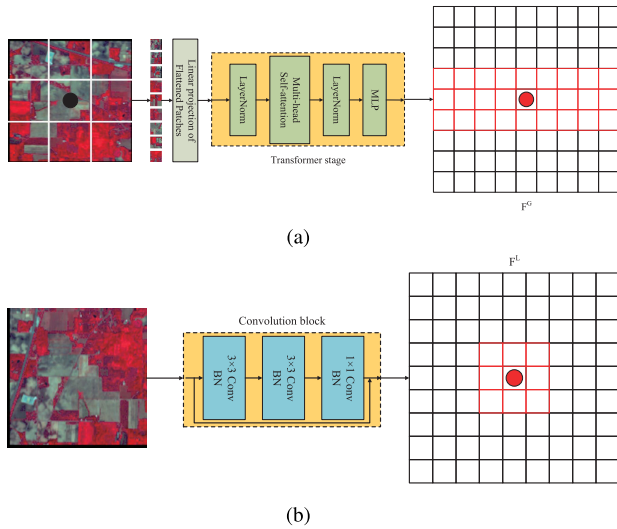 Linear projection of
Flattened Patches
LayerNorm
Multi-head
Self-attention
LayerNorm
MLP
Transformer stage
F^G
(a)
F^L
Convolution block
3×3 Conv
BN
3×3 Conv
BN
1×1 Conv
BN
(b)